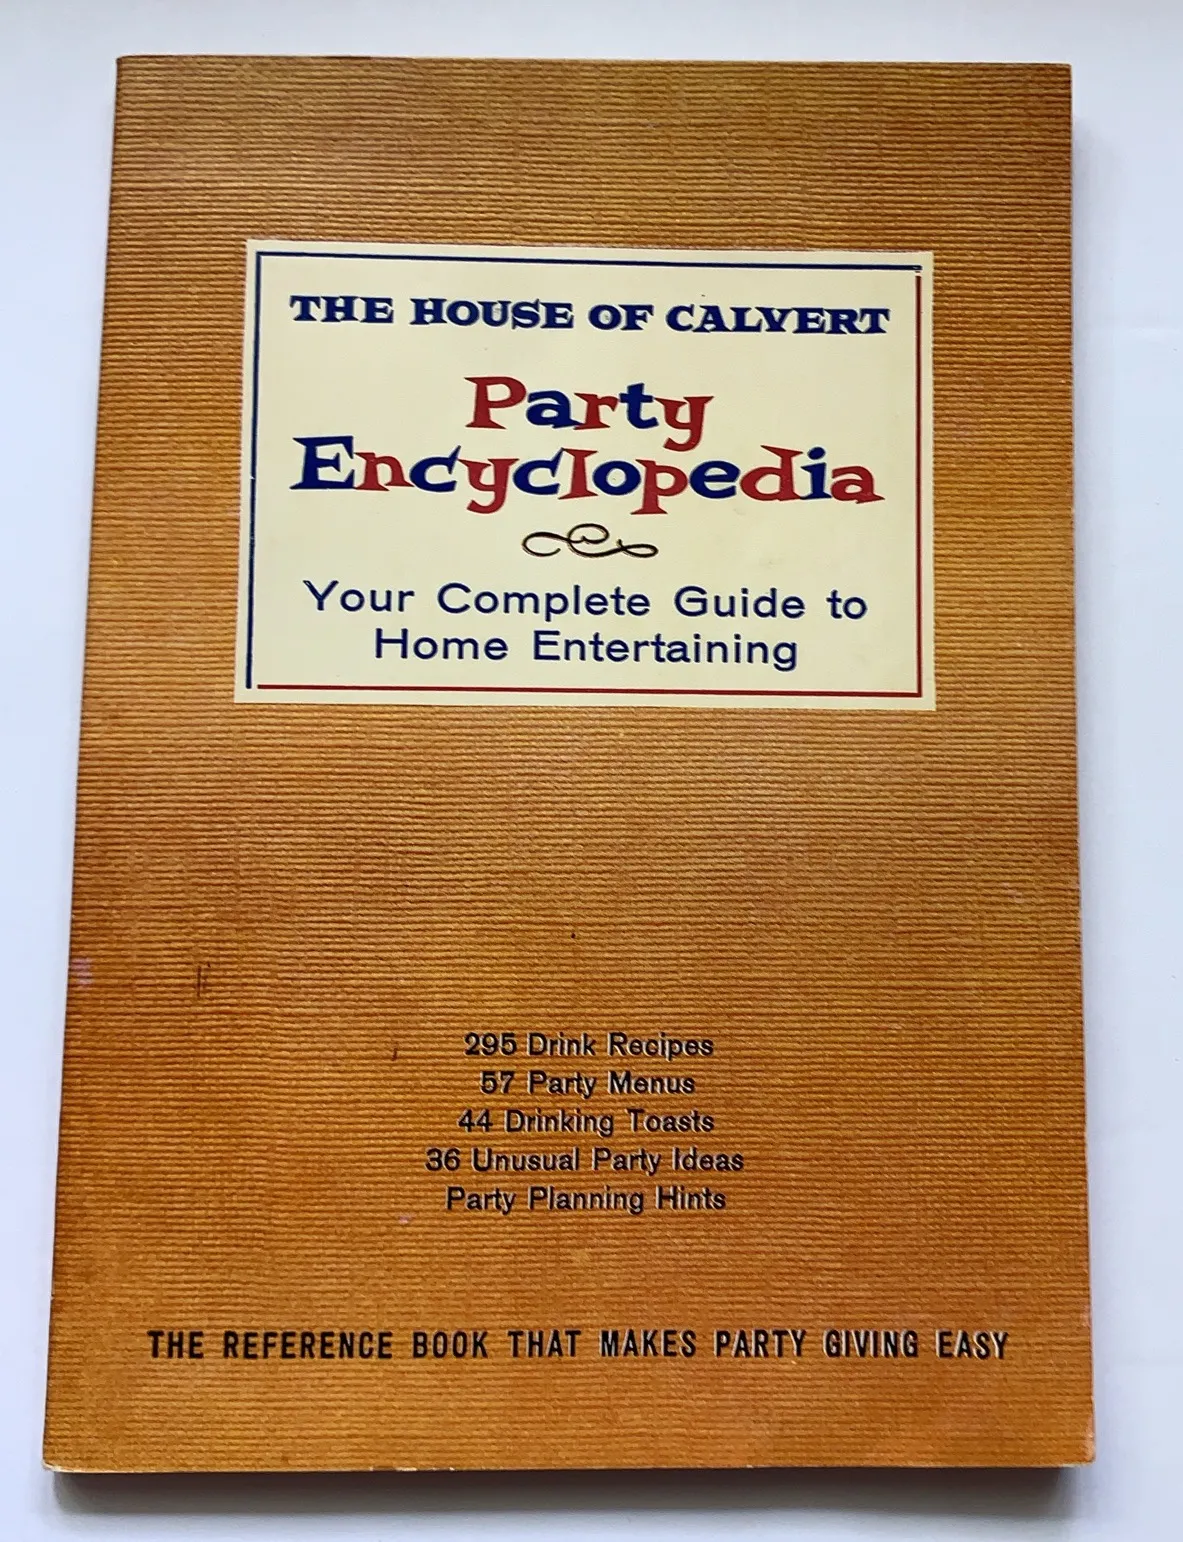 THE HOUSE OF CALVERT
Party
Encyclopedia
Your Complete Guide to
Home Entertaining
295 Drink Recipes
57 Party Menus
44 Drinking Toasts
36 Unusual Party Ideas
Party Planning Hints
THE REFERENCE BOOK THAT MAKES PARTY GIVING EASY